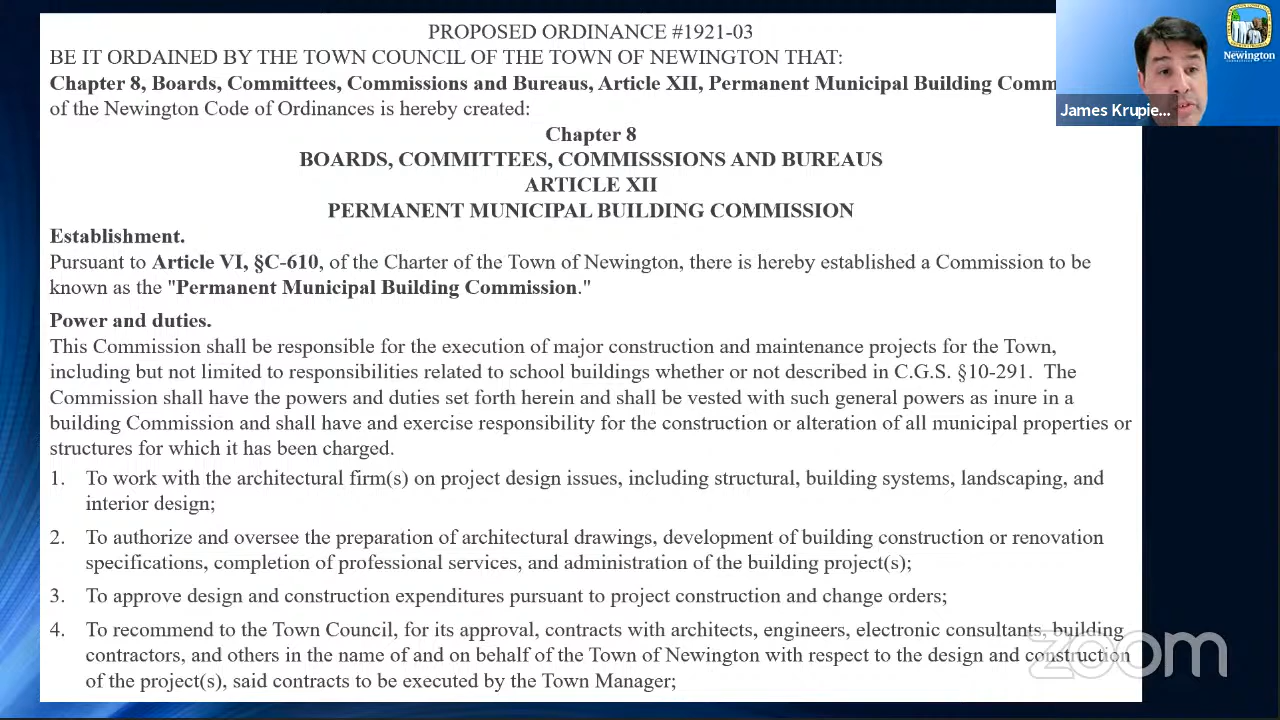 PROPOSED ORDINANCE #1921-03
BE IT ORDAINED BY THE TOWN COUNCIL OF THE TOWN OF NEWINGTON THAT:
Chapter 8, Boards, Committees, Commissions and Bureaus, Article XII, Permanent Municipal Building Comm
of the Newington Code of Ordinances is hereby created:
Chapter 8
BOARDS, COMMITTEES, COMMISSSIONS AND BUREAUS
ARTICLE XII
PERMANENT MUNICIPAL BUILDING COMMISSION
Establishment.
Pursuant to Article VI, §C-610, of the Charter of the Town of Newington, there is hereby established a Commission to be
known as the "Permanent Municipal Building Commission."
Power and duties.
This Commission shall be responsible for the execution of major construction and maintenance projects for the Town,
including but not limited to responsibilities related to school buildings whether or not described in C.G.S. §10-291. The
Commission shall have the powers and duties set forth herein and shall be vested with such general powers as inure in a
building Commission and shall have and exercise responsibility for the construction or alteration of all municipal properties or
structures for which it has been charged.
1. To work with the architectural firm(s) on project design issues, including structural, building systems, landscaping, and
interior design;
2. To authorize and oversee the preparation of architectural drawings, development of building construction or renovation
specifications, completion of professional services, and administration of the building project(s);
3. To approve design and construction expenditures pursuant to project construction and change orders;
4. To recommend to the Town Council, for its approval, contracts with architects, engineers, electronic consultants, building
contractors, and others in the name of and on behalf of the Town of Newington with respect to the design and construction
of the project(s), said contracts to be executed by the Town Manager;
Newington
James Krupie...
zoom